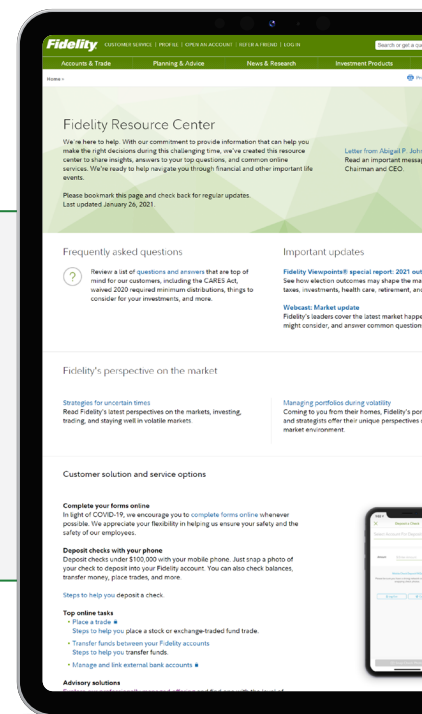 Fidelity
CUSTOMER SERVICE | PROFILE | OPEN AN ACCOUNT | REFER A FRIEND | LOG IN
Search or get a qu
Accounts & Trade Planning & Advice News & Research Investment Products
Home »
Fidelity Resource Center
We're here to help. With our commitment to provide information that can help you
make the right decisions during this challenging time, we've created this resource
center to share insights, answers to your top questions, and common online
services. We're ready to help navigate you through financial and other important life
events.
Please bookmark this page and check back for regular updates.
Last updated January 26, 2021.
Letter from Abigail P. John
Read an important messag
Chairman and CEO.
Frequently asked questions
?
Review a list of questions and answers that are top of
mind for our customers, including the CARES Act,
waived 2020 required minimum distributions, things to
consider for your investments, and more.
Important updates
Fidelity Viewpoints® special report: 2021 out
See how election outcomes may shape the ma
taxes, investments, health care, retirement, and
Webcast: Market update
Fidelity's leaders cover the latest market happe
might consider, and answer common question
Fidelity's perspective on the market
Strategies for uncertain times
Read Fidelity's latest perspectives on the markets, investing,
trading, and staying well in volatile markets
Managing portfolios during volatility
Coming to you from their homes, Fidelity's por
and strategists offer their unique perspectives
market environment.
Customer solution and service options
Complete your forms online
In light of COVID-19, we encourage you to complete forms online whenever
possible. We appreciate your flexibility in helping us ensure your safety and the
safety of our employees.
Deposit checks with your phone
Deposit checks under $100,000 with your mobile phone. Just snap a photo of
your check to deposit into your Fidelity account. You can also check balances,
transfer money, place trades, and more.
Steps to help you deposit a check.
Top online tasks
• Place a trade
Steps to help you place a stock or exchange-traded fund trade.
• Transfer funds between your Fidelity accounts
Steps to help you transfer funds.
• Manage and link external bank accounts
Advisory solutions